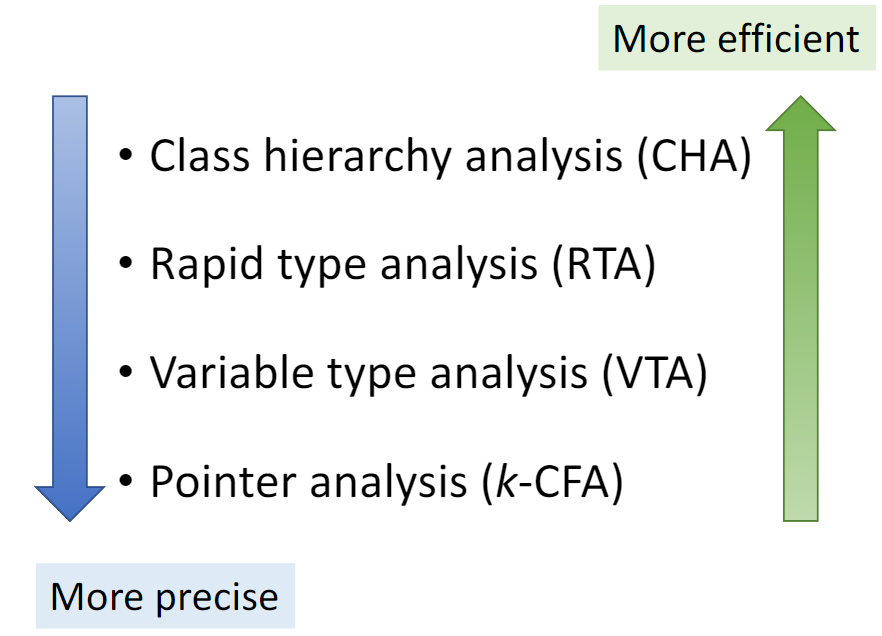 More efficient
• Class hierarchy analysis (CHA)
• Rapid type analysis (RTA)
• Variable type analysis (VTA)
• Pointer analysis (k-CFA)
More precise